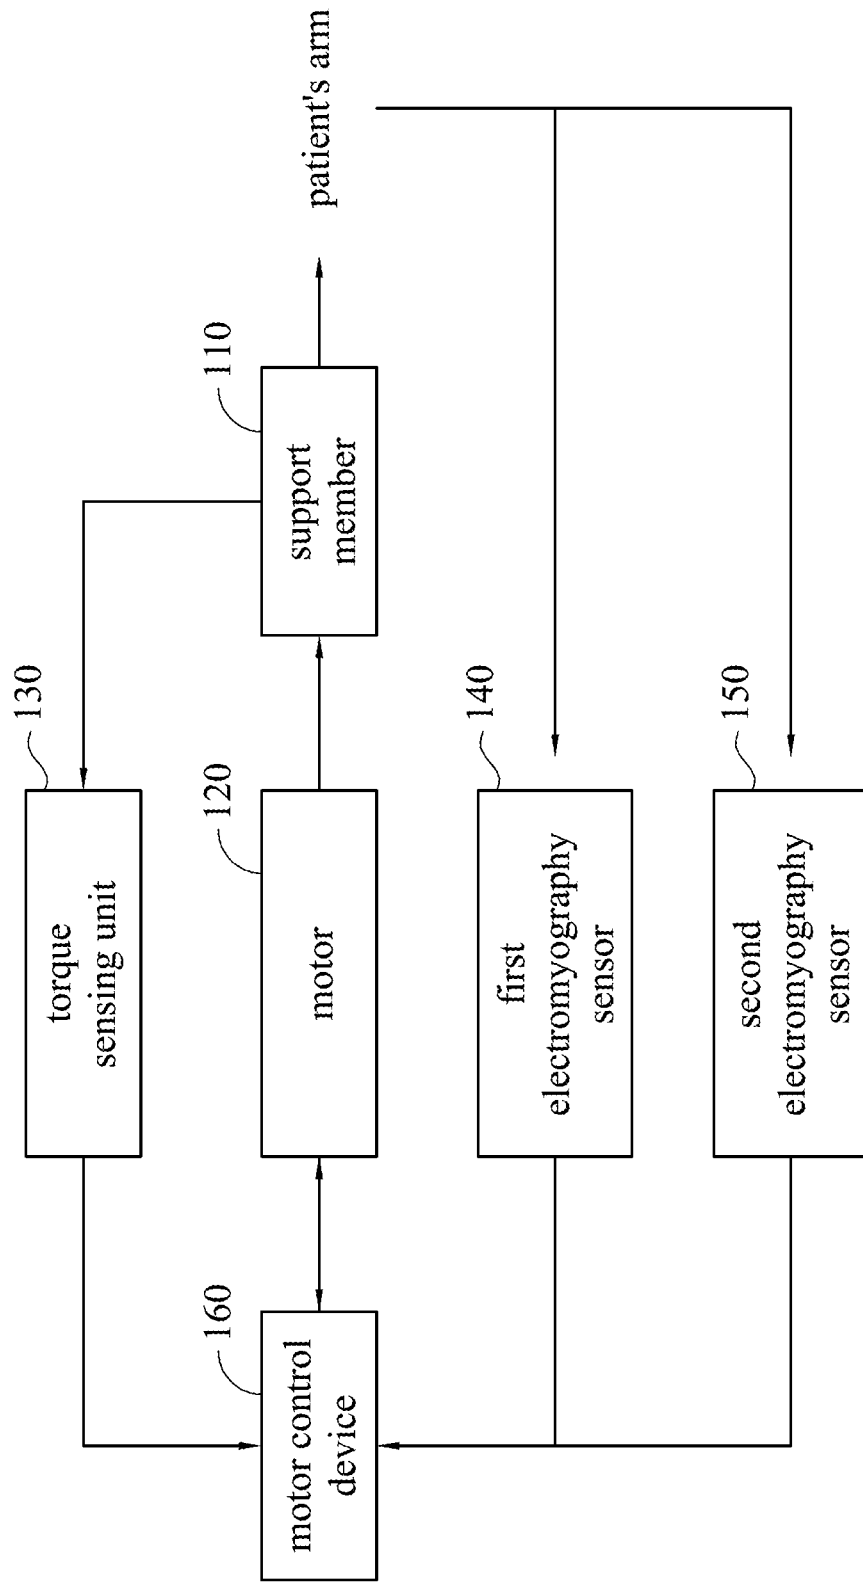 130
torque
sensing unit
160
motor control
device
120
motor
110
support
member
patient's arm
140
first
electromyography
sensor
150
second
electromyography
sensor